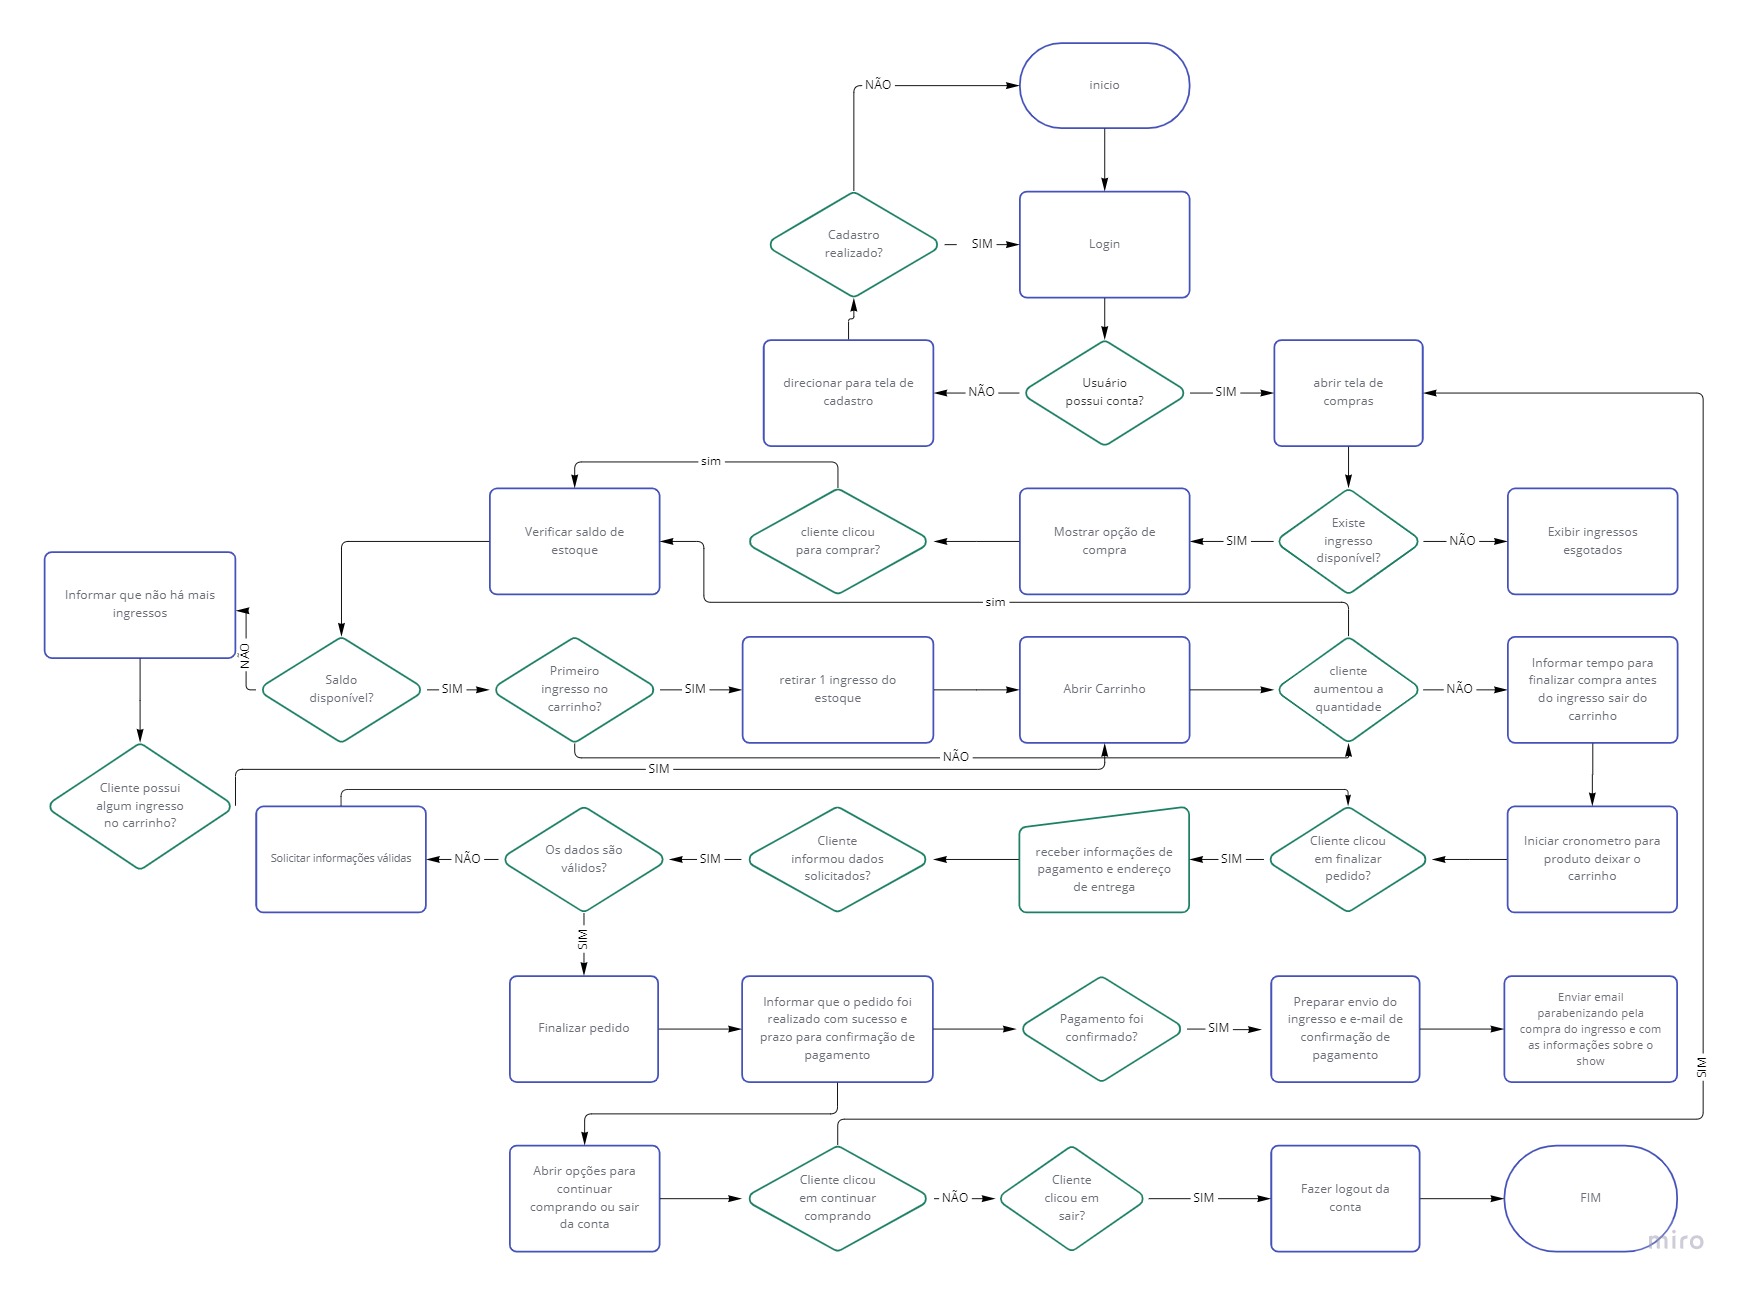 NÃO
inicio
Cadastro
realizado?
SIM
Login
direcionar para tela de
cadastro
NÃO
Usuário
possui conta?
SIM
abrir tela de
compras
sim
Verificar saldo de
estoque
cliente clicou
para comprar?
Mostrar opção de
compra
SIM
Existe
ingresso
disponível?
NÃO
Exibir ingressos
esgotados
Informar que não há mais
ingressos
sim
NÃO
Saldo
disponível?
SIM
Primeiro
ingresso no
carrinho?
SIM
retirar 1 ingresso do
estoque
Abrir Carrinho
cliente
aumentou a
quantidade
NÃO
Informar tempo para
finalizar compra antes
do ingresso sair do
carrinho
NÃO
SIM
Cliente possui
algum ingresso
no carrinho?
Solicitar informações válidas
NÃO
Os dados são
válidos?
SIM
Cliente
informou dados
solicitados?
receber informações de
pagamento e endereço
de entrega
SIM
Cliente clicou
em finalizar
pedido?
Iniciar cronometro para
produto deixar o
carrinho
SIM
Finalizar pedido
Informar que o pedido foi
realizado com sucesso e
prazo para confirmação de
pagamento
Pagamento foi
confirmado?
SIM
Preparar envio do
ingresso e e-mail de
confirmação de
pagamento
Enviar email
parabenizando pela
compra do ingresso e com
as informações sobre o
show
SIM
Abrir opções para
continuar
comprando ou sair
da conta
Cliente clicou
em continuar
comprando
NÃO
Cliente
clicou em
sair?
SIM
Fazer logout da
conta
FIM
miro